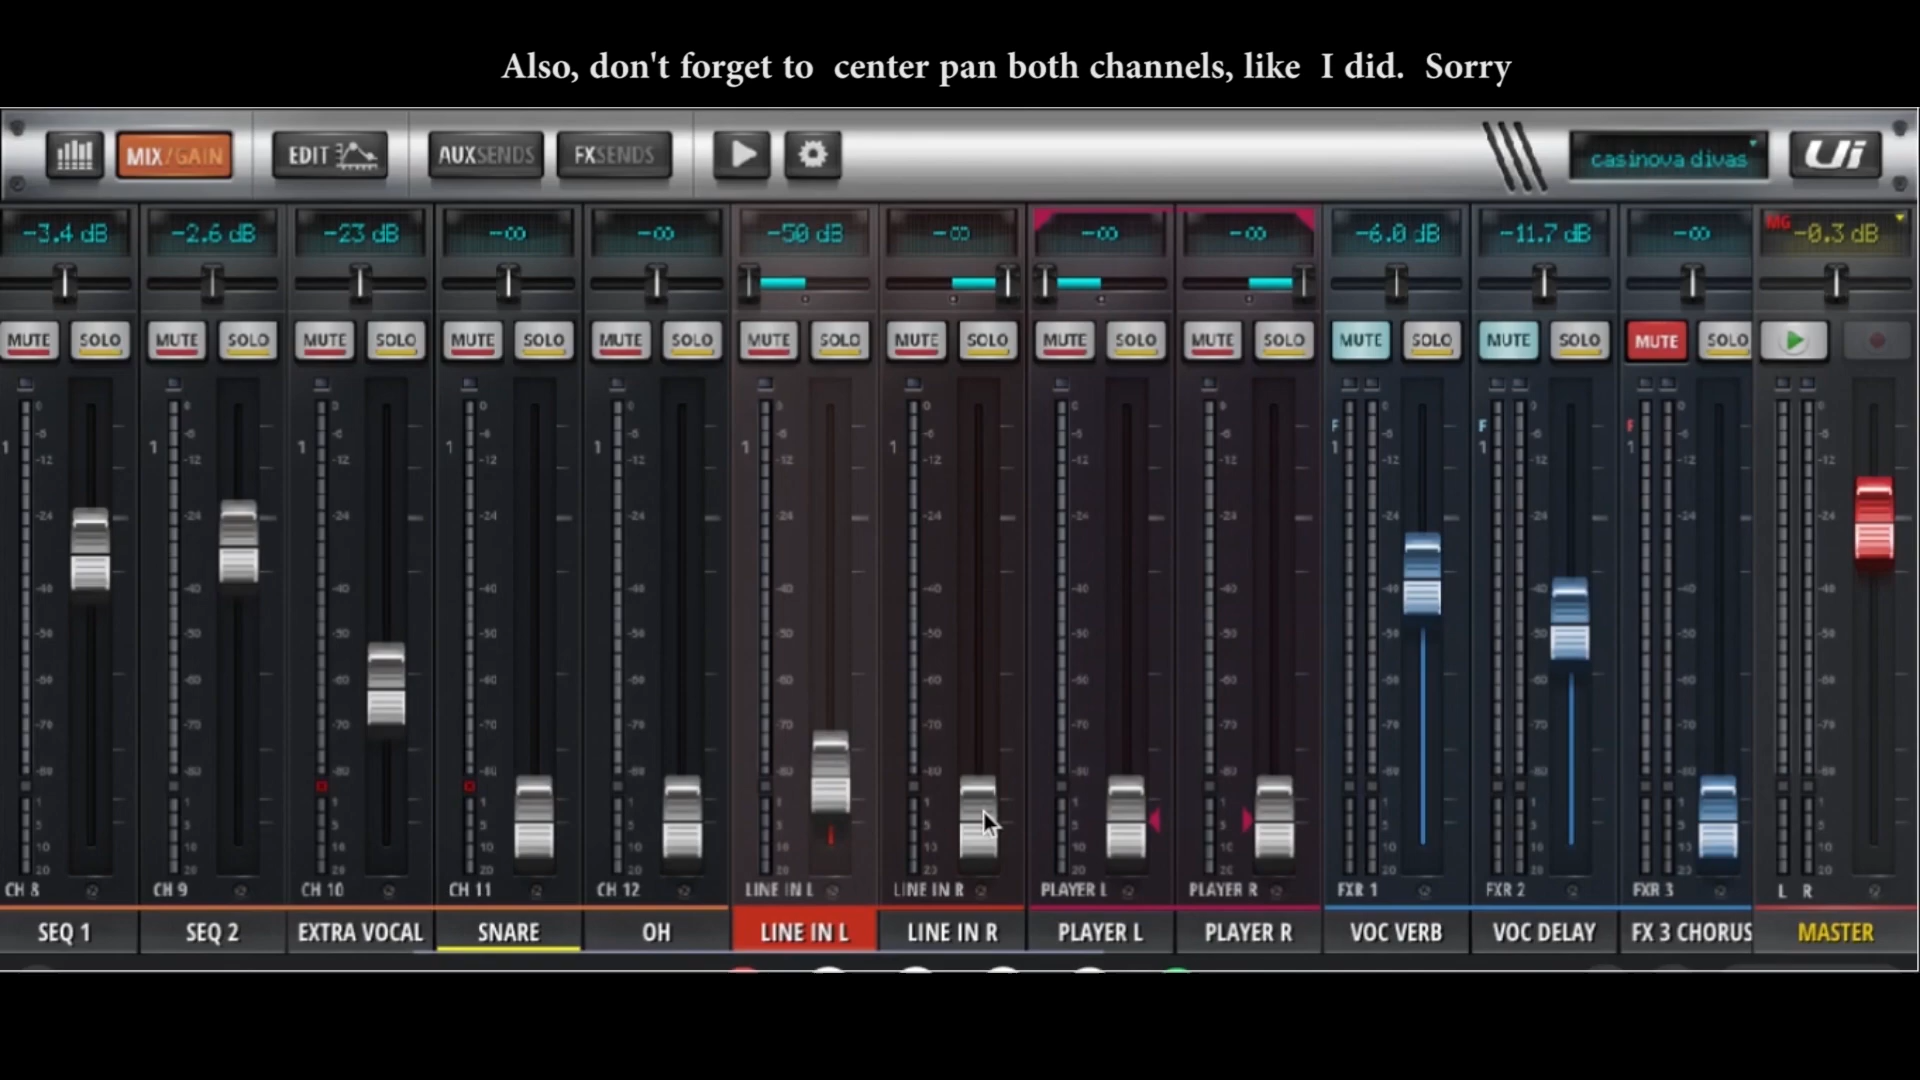 Also, don't forget to center pan both channels, like I did. Sorry
MIX/GAIN EDIT AUXSENDS FXSENDS casinova divas Ui
-3.4 dB -2.6 dB -23 dB -∞ -∞ -50 dB -∞ -∞ -∞ -6.0 dB -11.7 dB -∞ MG -0.3 dB
MUTE SOLO MUTE SOLO MUTE SOLO MUTE SOLO MUTE SOLO MUTE SOLO MUTE SOLO MUTE SOLO MUTE SOLO MUTE SOLO MUTE SOLO MUTE SOLO
CH 8 CH 9 CH 10 CH 11 CH 12 LINE IN L LINE IN R PLAYER L PLAYER R FXR 1 FXR 2 FXR 3 L R
SEQ 1 SEQ 2 EXTRA VOCAL SNARE OH LINE IN L LINE IN R PLAYER L PLAYER R VOC VERB VOC DELAY FX 3 CHORUS MASTER